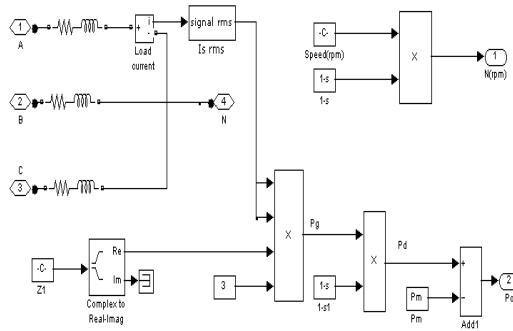 1
A
+
i
-
Load
current
signal rms
Is rms
-C-
Speed(rpm)
1-s
1-s
X
1
N(rpm)
2
B
4
N
C
3
-C-
Z1
Re
Im
Complex to
Real-Imag
3
X
Pg
1-s
1-s1
X
Pd
Pm
Pm
+
−
Add1
2